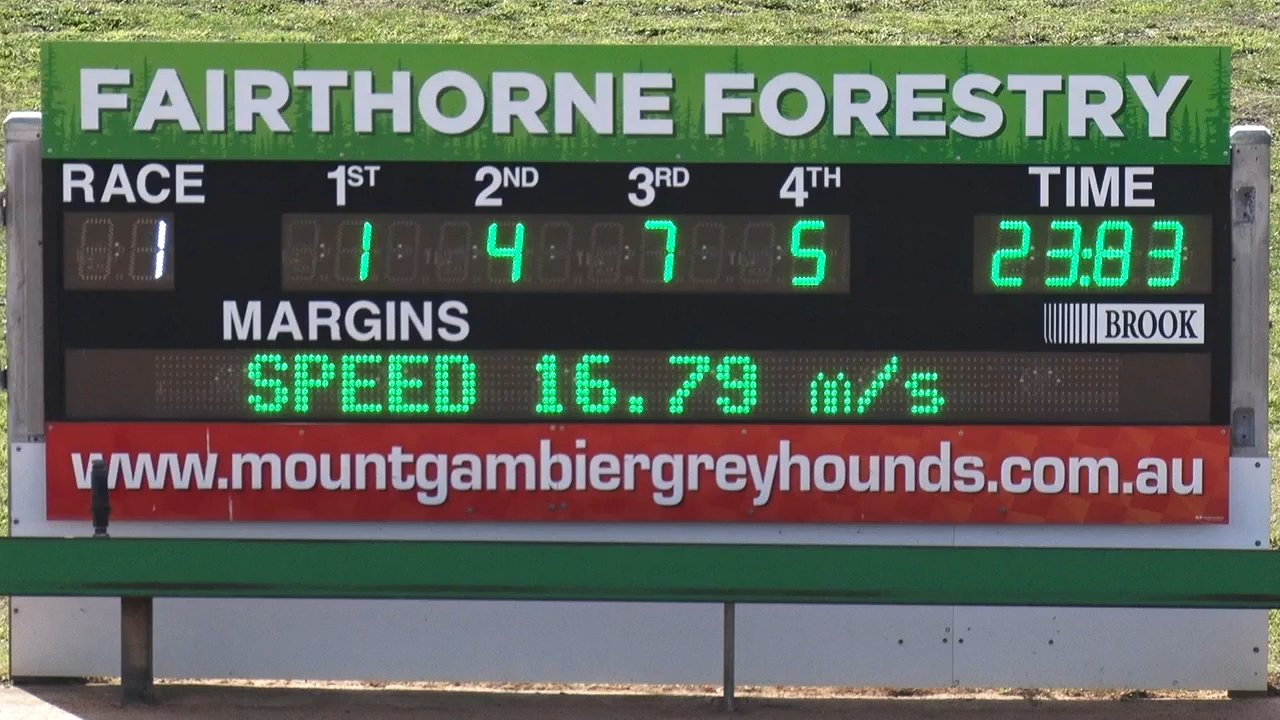 FAIRTHORNE FORESTRY
RACE 1ST 2ND 3RD 4TH TIME
1 1 4 7 5 23:83
MARGINS BROOK
SPEED 16.79 m/s
www.mountgambiergreyhounds.com.au